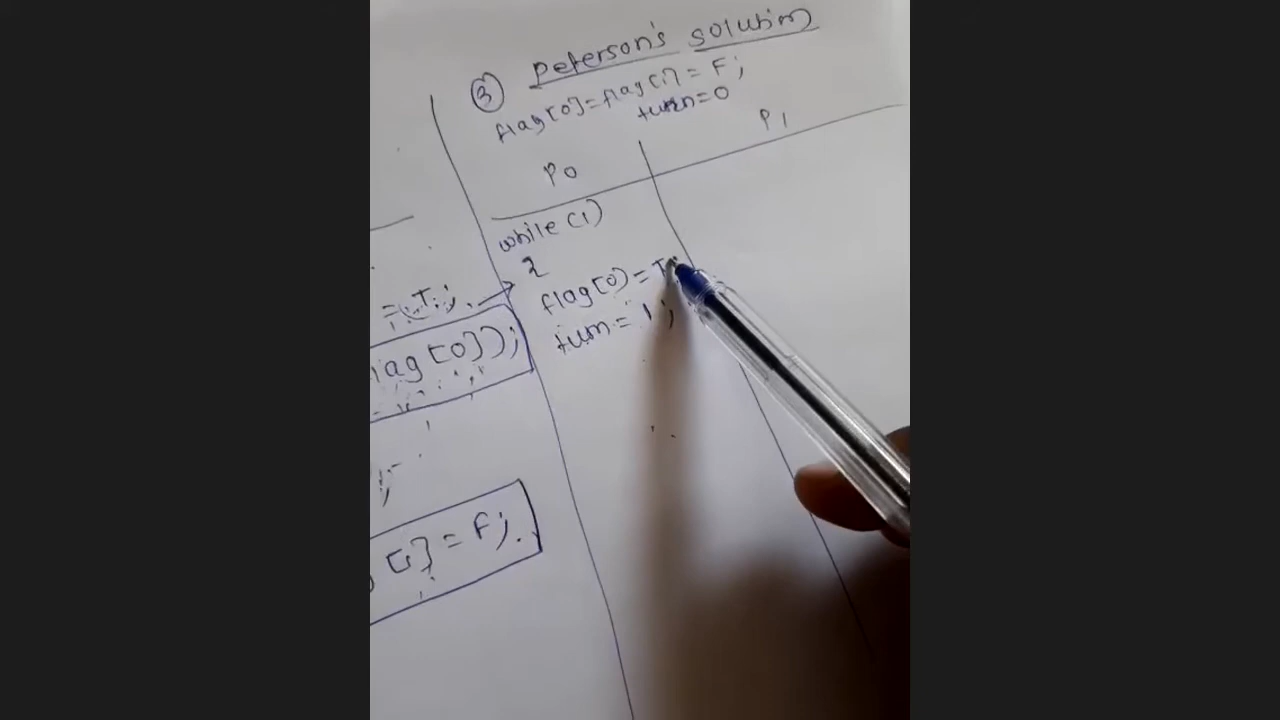 ③ Peterson's solution
flag[0]=flag[1]=F;
turn=0
P0
P1
while(1)
{
flag[0]=T;
turn=1;
=T;
lag[0]);
[1]=F;